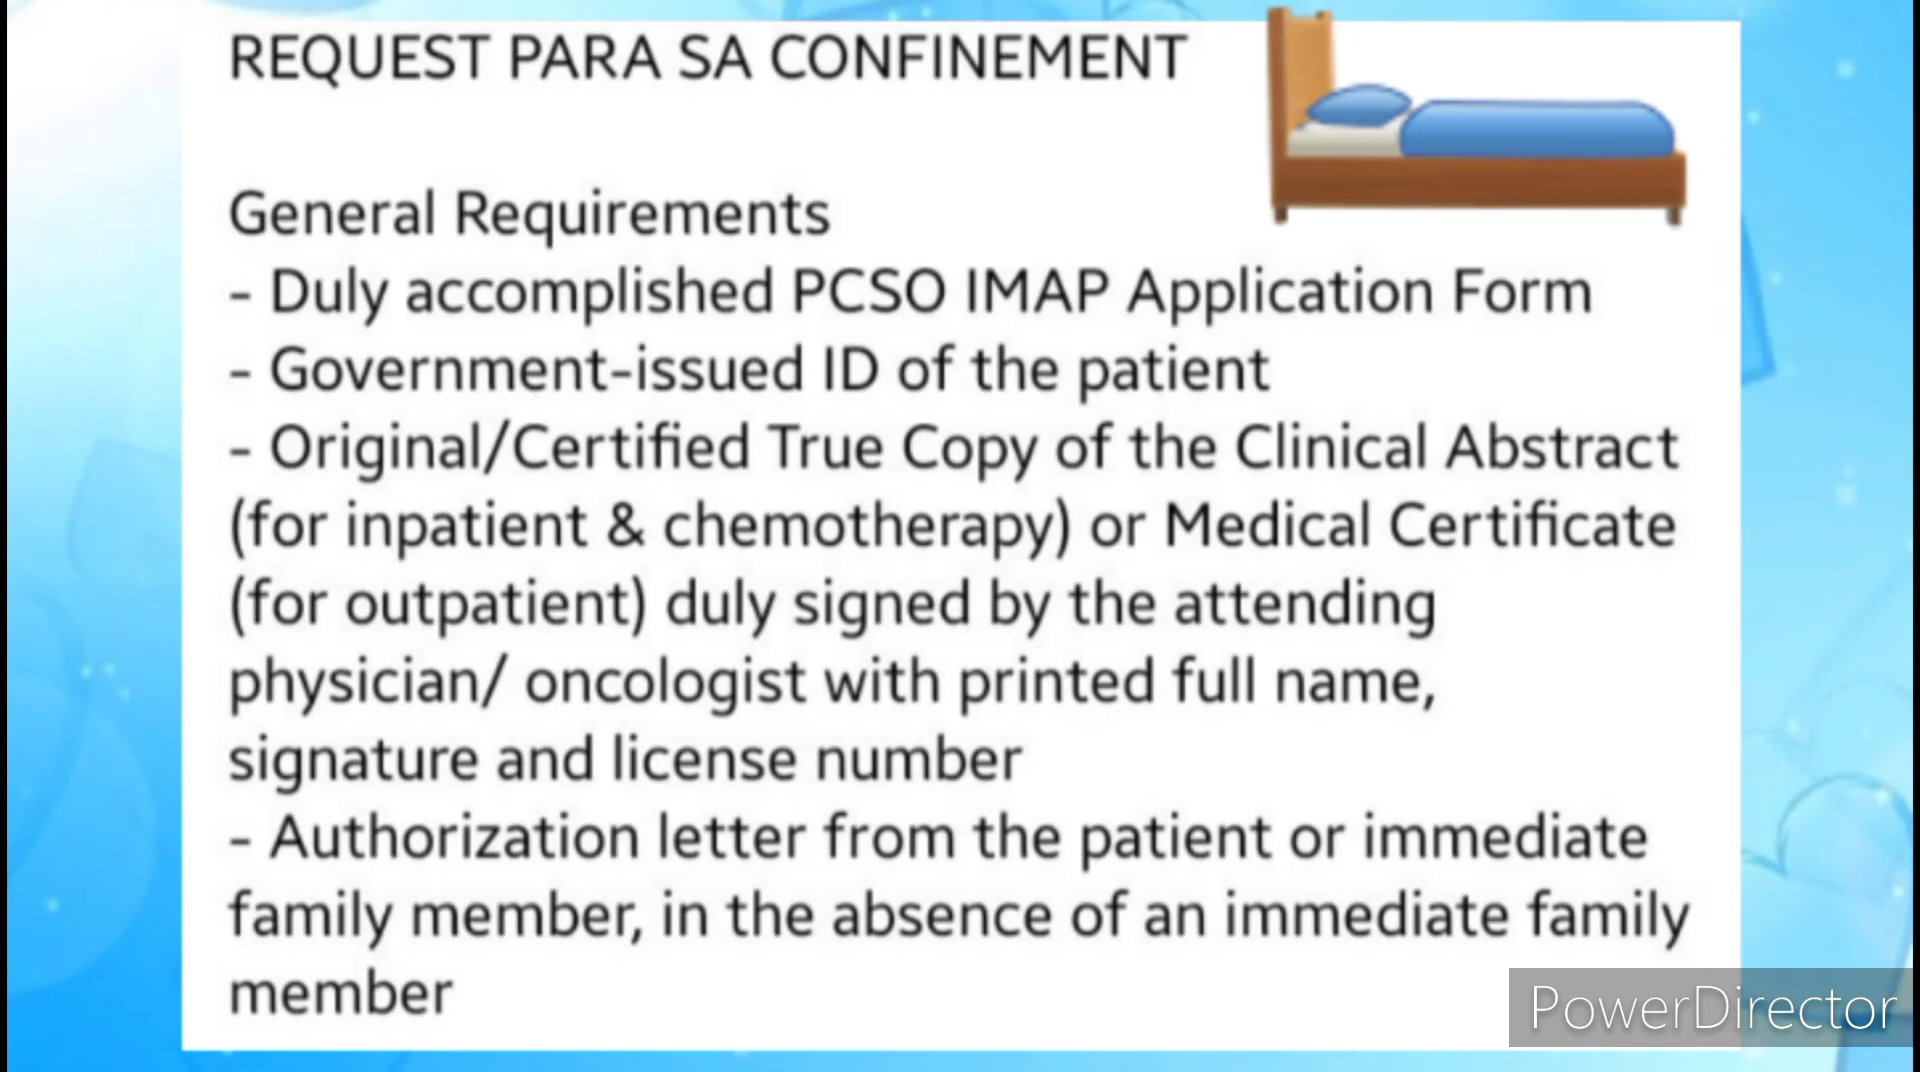 REQUEST PARA SA CONFINEMENT
General Requirements
- Duly accomplished PCSO IMAP Application Form
- Government-issued ID of the patient
- Original/Certified True Copy of the Clinical Abstract
(for inpatient & chemotherapy) or Medical Certificate
(for outpatient) duly signed by the attending
physician/ oncologist with printed full name,
signature and license number
- Authorization letter from the patient or immediate
family member, in the absence of an immediate family
member
PowerDirector